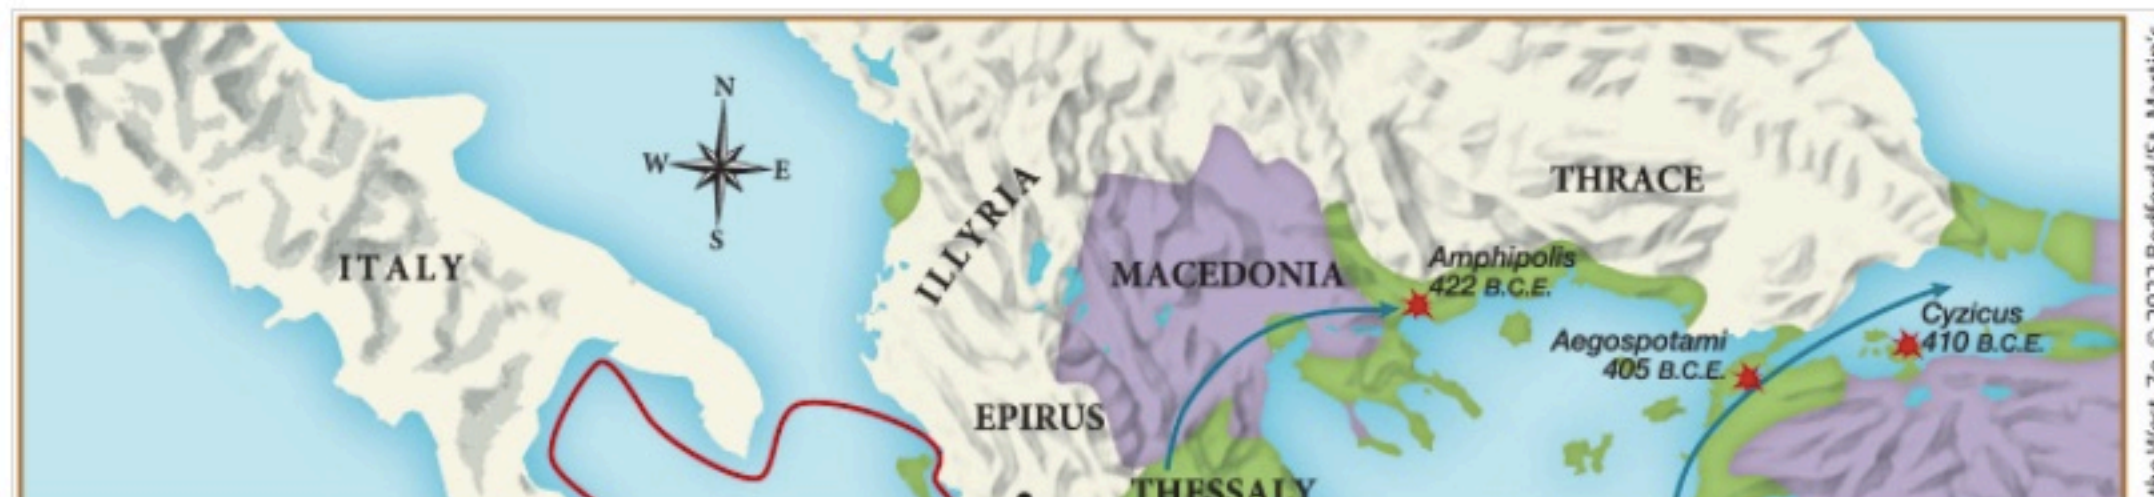 N
W
E
S
ITALY
ILLYRIA
THRACE
MACEDONIA
Amphipolis
422 B.C.E.
Cyzicus
410 B.C.E.
Aegospotami
405 B.C.E.
EPIRUS
THESSALY